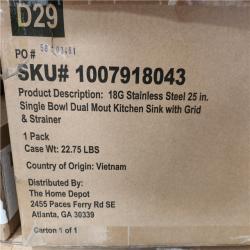 D29
PO #
SKU# 1007918043
Product Description: 18G Stainless Steel 25 in.
Single Bowl Dual Mout Kitchen Sink with Grid
& Strainer
1 Pack
Case Wt: 22.75 LBS
Country of Origin: Vietnam
Distributed By:
The Home Depot
2455 Paces Ferry Rd SE
Atlanta, GA 30339
Carton 1 of 1